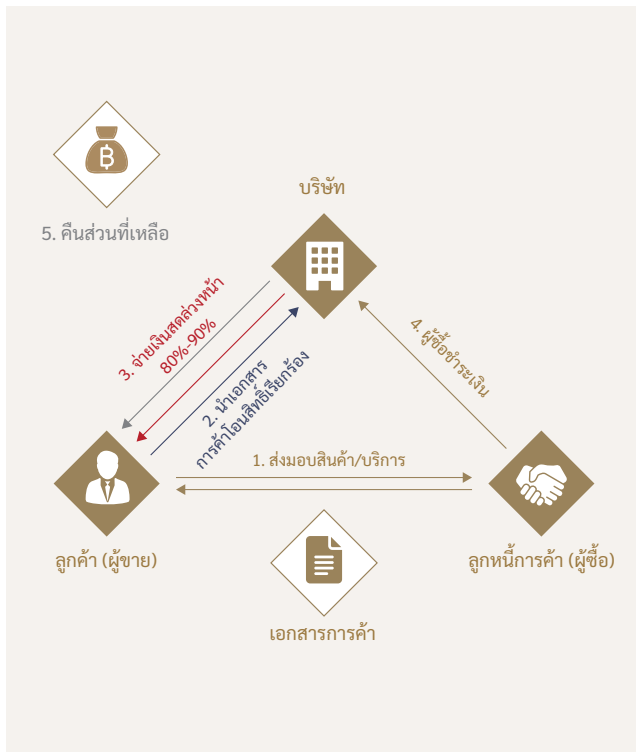 บริษัท
5. คืนส่วนที่เหลือ
3. จ่ายเงินสดล่วงหน้า
80%-90%
2. นำเอกสาร
การค้าโอนสิทธิ์เรียกร้อง
4. ผู้ซื้อชำระเงิน
1. ส่งมอบสินค้า/บริการ
ลูกค้า (ผู้ขาย)
ลูกหนี้การค้า (ผู้ซื้อ)
เอกสารการค้า